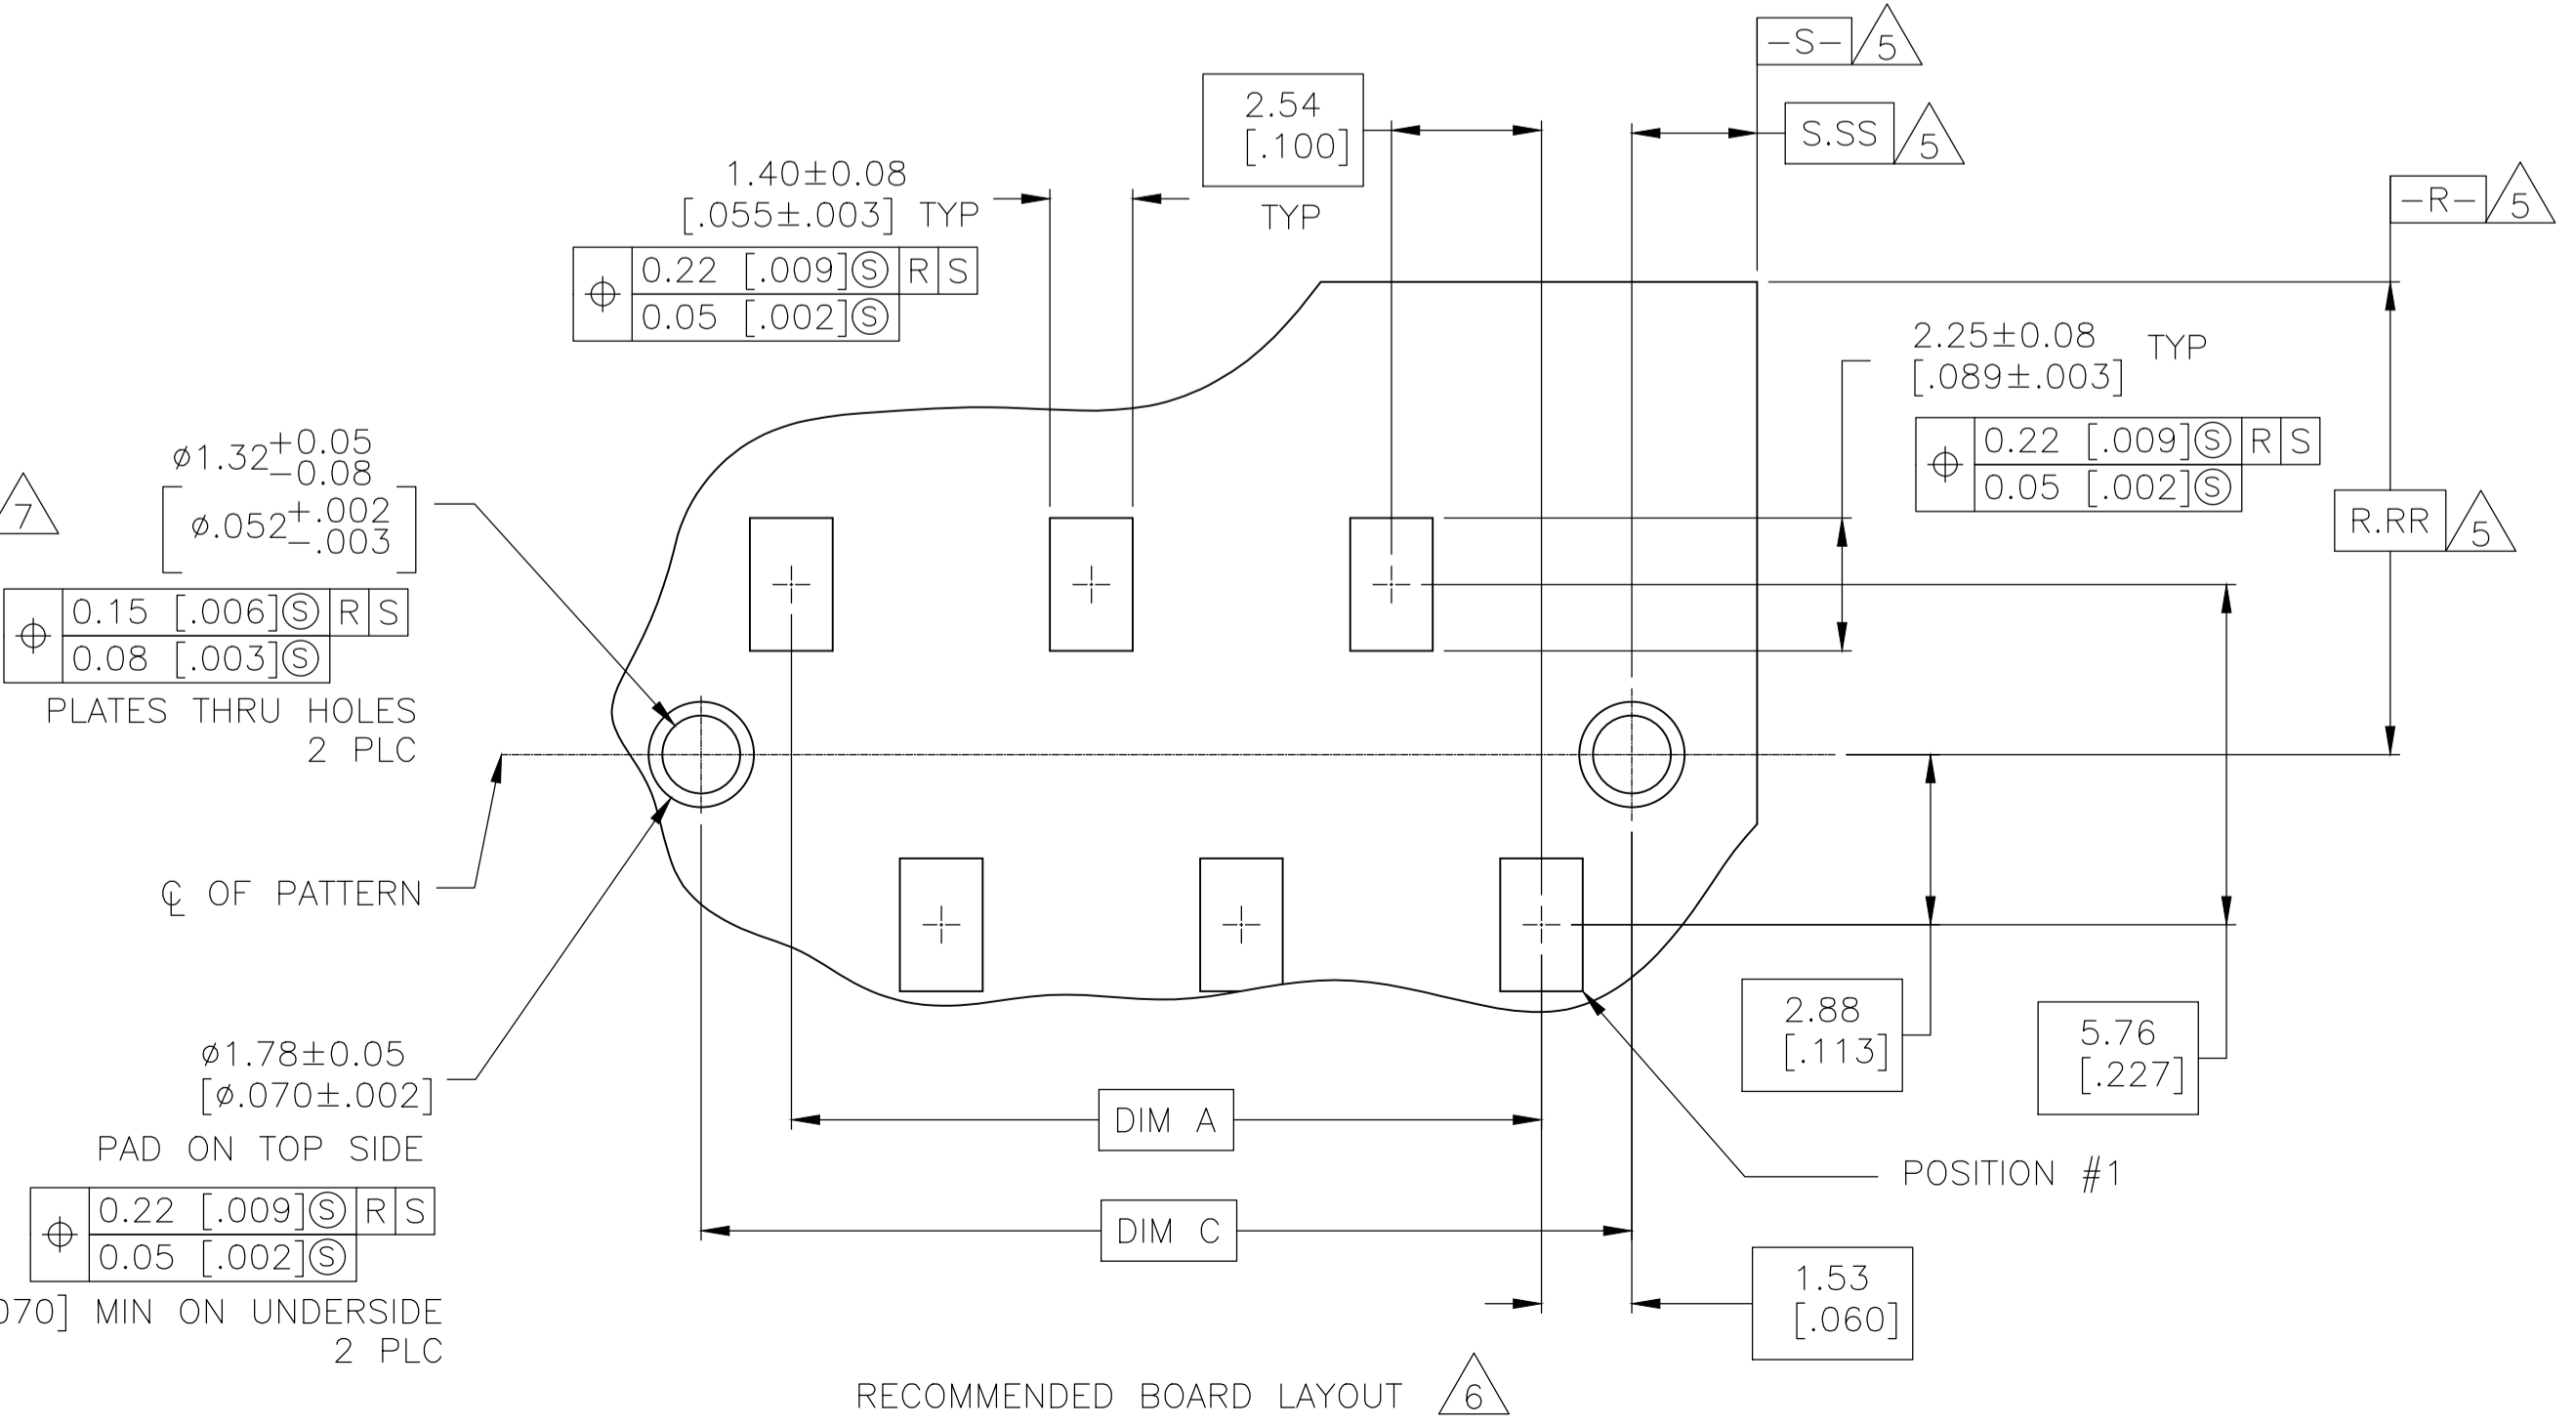 -S- 5
2.54
[.100]
TYP
S.SS 5
1.40±0.08
[.055±.003] TYP
⌖ 0.22 [.009]Ⓢ R S
0.05 [.002]Ⓢ
-R- 5
2.25±0.08 TYP
[.089±.003]
⌖ 0.22 [.009]Ⓢ R S
0.05 [.002]Ⓢ
R.RR 5
7
ø1.32+0.05
-0.08
[ø.052+.002
-.003]
⌖ 0.15 [.006]Ⓢ R S
0.08 [.003]Ⓢ
PLATES THRU HOLES
2 PLC
℄ OF PATTERN
ø1.78±0.05
[ø.070±.002]
PAD ON TOP SIDE
⌖ 0.22 [.009]Ⓢ R S
0.05 [.002]Ⓢ
070] MIN ON UNDERSIDE
2 PLC
DIM A
DIM C
2.88
[.113]
5.76
[.227]
POSITION #1
1.53
[.060]
RECOMMENDED BOARD LAYOUT 6